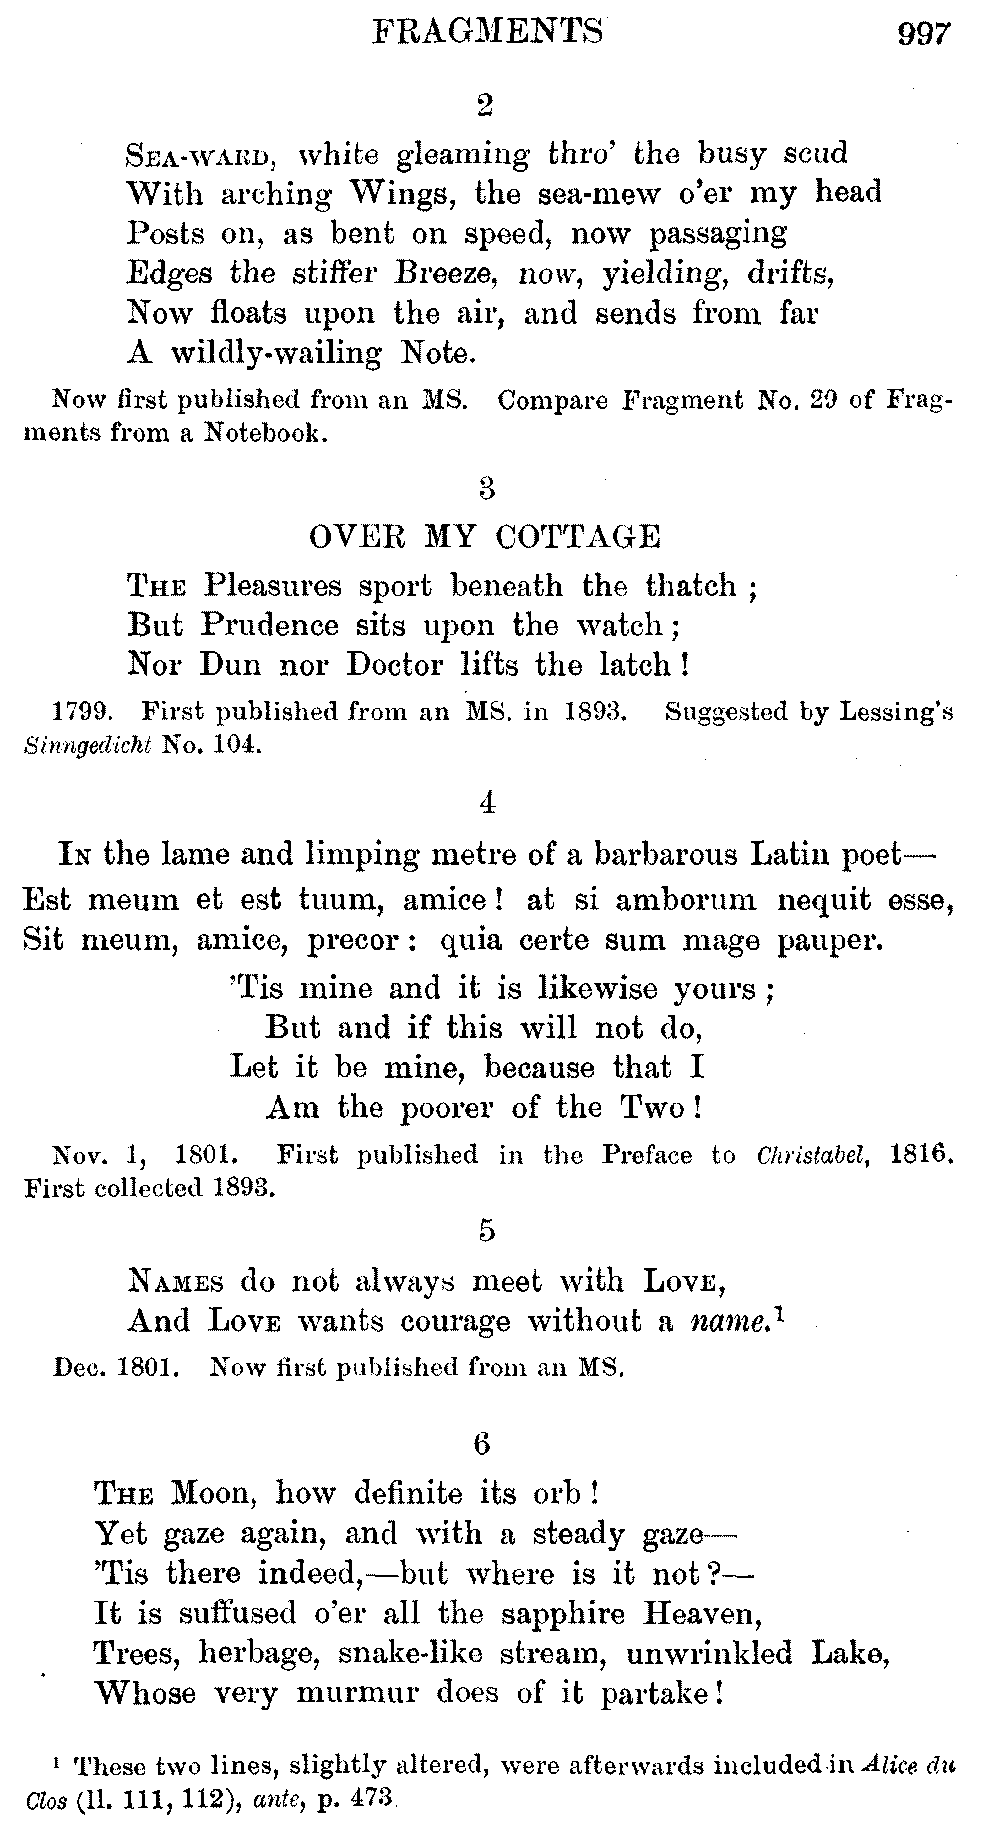 FRAGMENTS 997
2
SEA-WARD, white gleaming thro' the busy scud
With arching Wings, the sea-mew o'er my head
Posts on, as bent on speed, now passaging
Edges the stiffer Breeze, now, yielding, drifts,
Now floats upon the air, and sends from far
A wildly-wailing Note.
Now first published from an MS. Compare Fragment No. 29 of Frag-
ments from a Notebook.
3
OVER MY COTTAGE
THE Pleasures sport beneath the thatch ;
But Prudence sits upon the watch ;
Nor Dun nor Doctor lifts the latch !
1799. First published from an MS. in 1893. Suggested by Lessing's
Sinngedicht No. 104.
4
IN the lame and limping metre of a barbarous Latin poet—
Est meum et est tuum, amice ! at si amborum nequit esse,
Sit meum, amice, precor : quia certe sum mage pauper.
'Tis mine and it is likewise yours ;
But and if this will not do,
Let it be mine, because that I
Am the poorer of the Two !
Nov. 1, 1801. First published in the Preface to Christabel, 1816.
First collected 1893.
5
NAMES do not always meet with LOVE,
And LOVE wants courage without a name.¹
Dec. 1801. Now first published from an MS.
6
THE Moon, how definite its orb !
Yet gaze again, and with a steady gaze—
'Tis there indeed,—but where is it not ?—
It is suffused o'er all the sapphire Heaven,
Trees, herbage, snake-like stream, unwrinkled Lake,
Whose very murmur does of it partake !
¹ These two lines, slightly altered, were afterwards included in Alice du
Clos (ll. 111, 112), ante, p. 473.